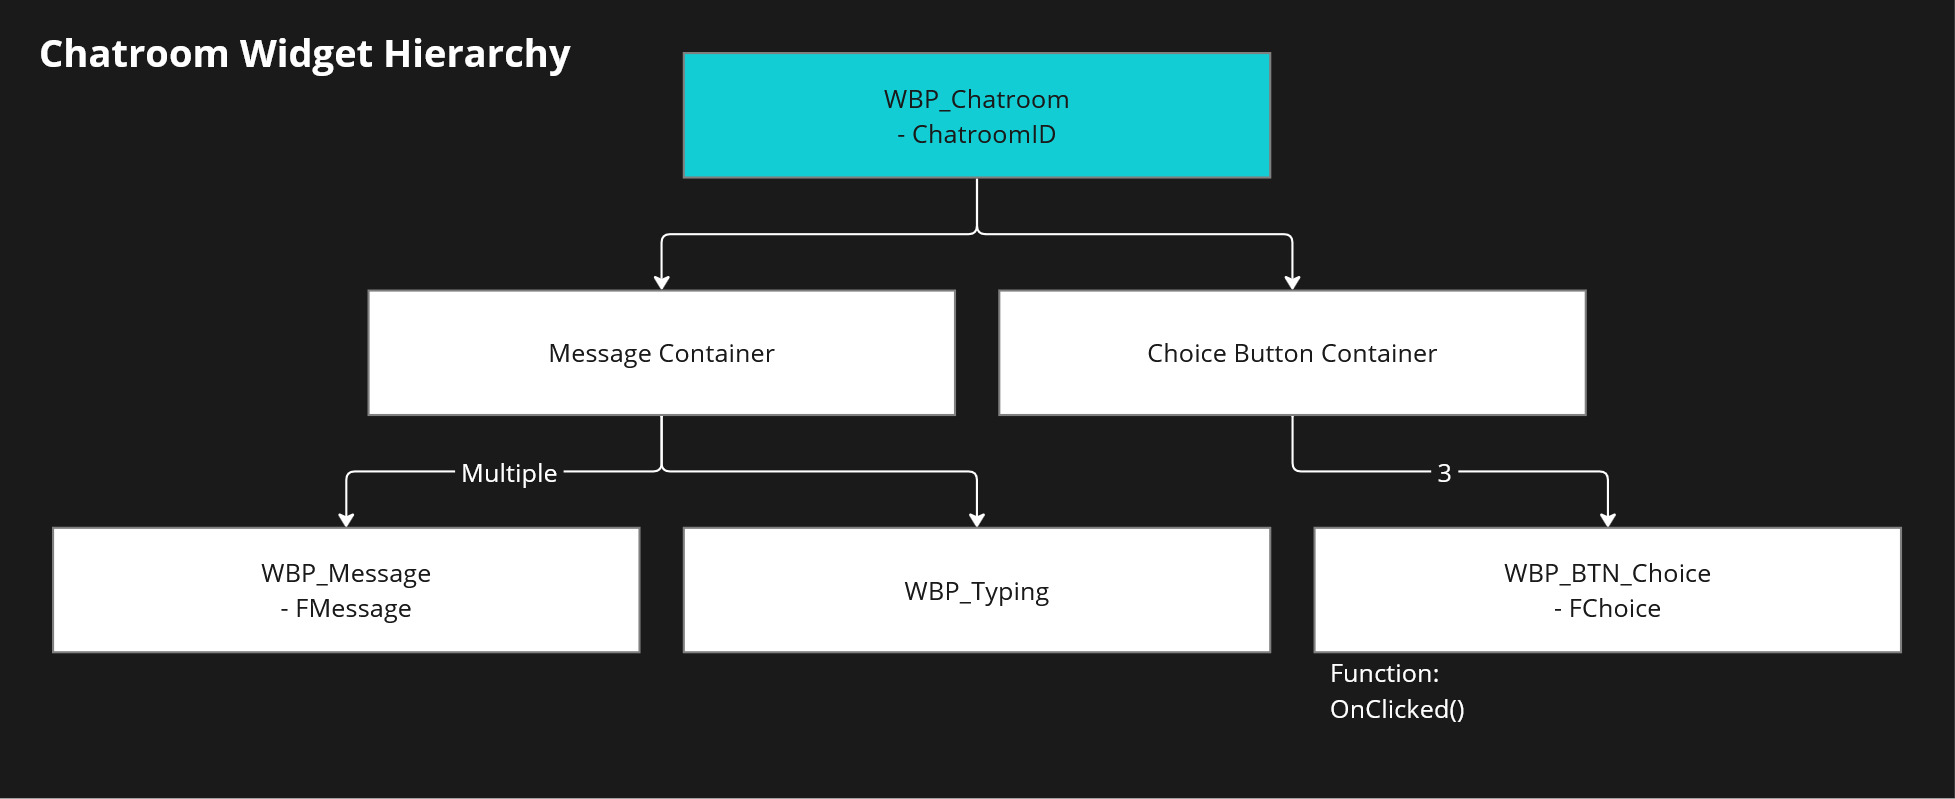 Chatroom Widget Hierarchy
WBP_Chatroom
- ChatroomID
Message Container
Choice Button Container
Multiple
3
WBP_Message
- FMessage
WBP_Typing
WBP_BTN_Choice
- FChoice
Function:
OnClicked()